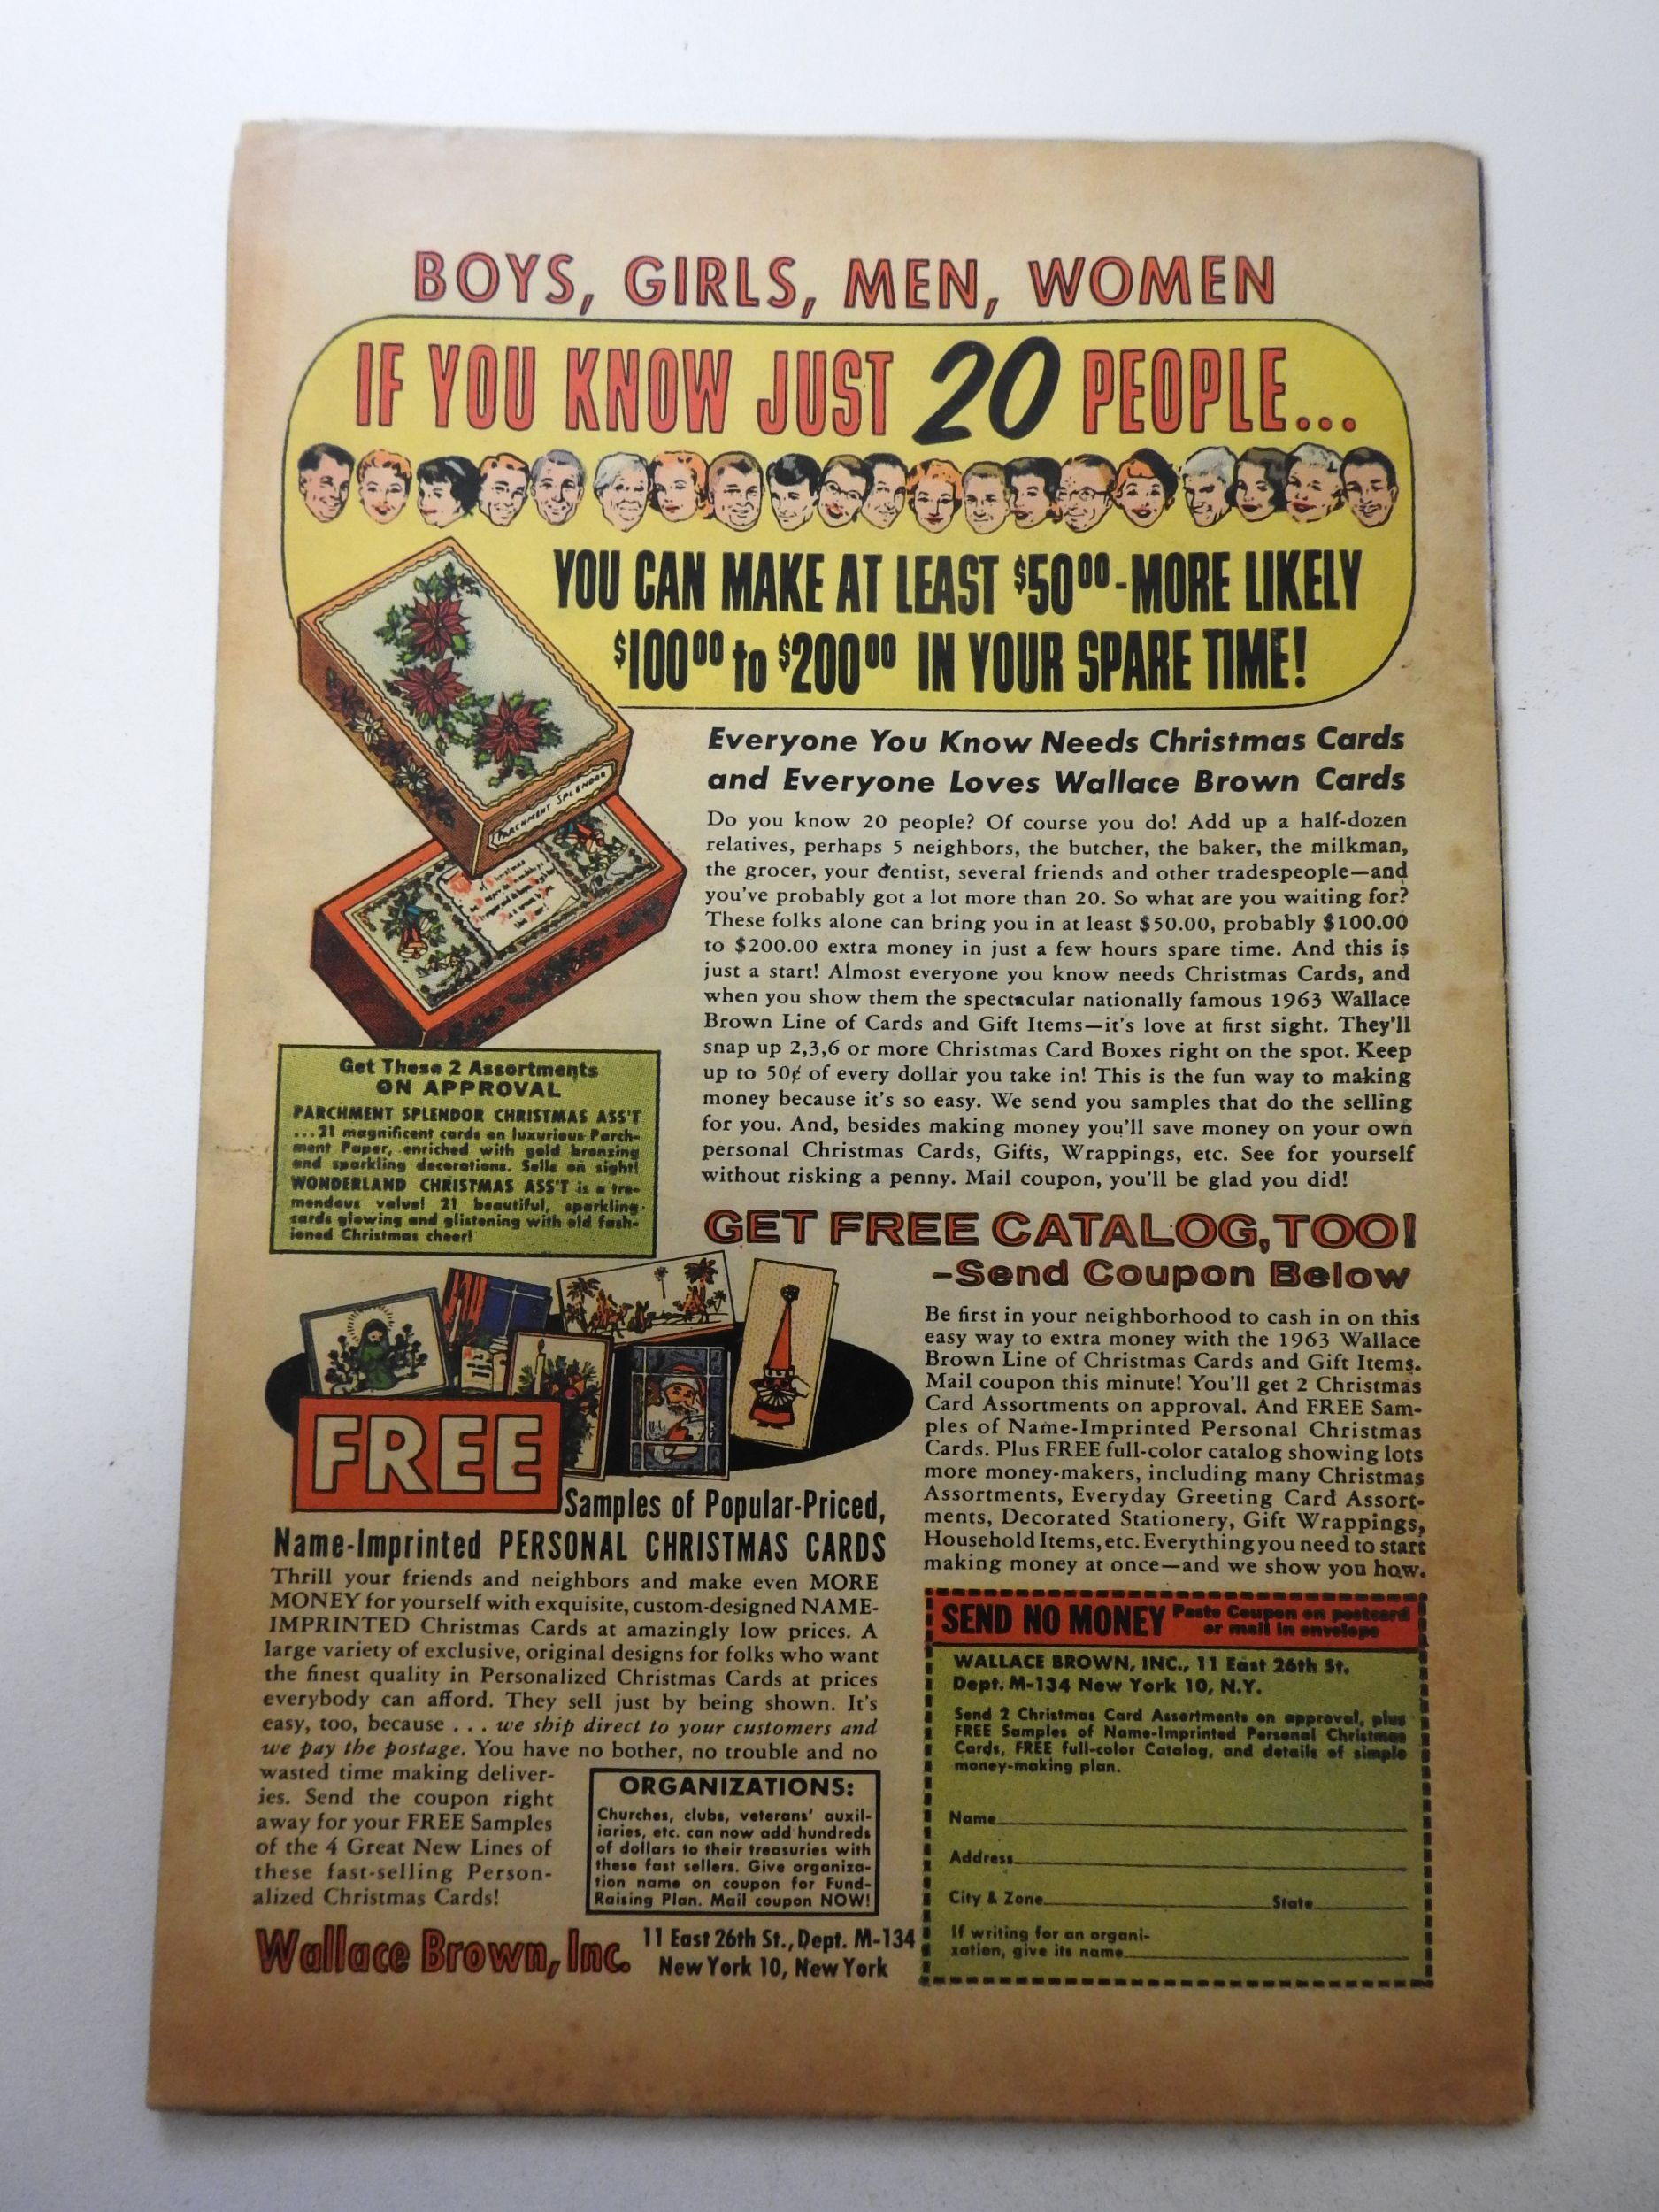 BOYS, GIRLS, MEN, WOMEN
IF YOU KNOW JUST 20 PEOPLE...
YOU CAN MAKE AT LEAST $5000-MORE LIKELY
$10000 to $20000 IN YOUR SPARE TIME!
PARCHMENT SPLENDOR
Everyone You Know Needs Christmas Cards
and Everyone Loves Wallace Brown Cards
Do you know 20 people? Of course you do! Add up a half-dozen
relatives, perhaps 5 neighbors, the butcher, the baker, the milkman,
the grocer, your dentist, several friends and other tradespeople—and
you've probably got a lot more than 20. So what are you waiting for?
These folks alone can bring you in at least $50.00, probably $100.00
to $200.00 extra money in just a few hours spare time. And this is
just a start! Almost everyone you know needs Christmas Cards, and
when you show them the spectacular nationally famous 1963 Wallace
Brown Line of Cards and Gift Items—it's love at first sight. They'll
snap up 2,3,6 or more Christmas Card Boxes right on the spot. Keep
up to 50¢ of every dollar you take in! This is the fun way to making
money because it's so easy. We send you samples that do the selling
for you. And, besides making money you'll save money on your own
personal Christmas Cards, Gifts, Wrappings, etc. See for yourself
without risking a penny. Mail coupon, you'll be glad you did!
Get These 2 Assortments
ON APPROVAL
PARCHMENT SPLENDOR CHRISTMAS ASS'T
...21 magnificent cards on luxurious Parch-
ment Paper, enriched with gold bronzing
and sparkling decorations. Sells on sight!
WONDERLAND CHRISTMAS ASS'T is a tre-
mendous value! 21 beautiful, sparkling
cards glowing and glistening with old fash-
ioned Christmas cheer!
GET FREE CATALOG, TOO!
-Send Coupon Below
Be first in your neighborhood to cash in on this
easy way to extra money with the 1963 Wallace
Brown Line of Christmas Cards and Gift Items.
Mail coupon this minute! You'll get 2 Christmas
Card Assortments on approval. And FREE Sam-
ples of Name-Imprinted Personal Christmas
Cards. Plus FREE full-color catalog showing lots
more money-makers, including many Christmas
Assortments, Everyday Greeting Card Assort-
ments, Decorated Stationery, Gift Wrappings,
Household Items, etc. Everything you need to start
making money at once—and we show you how.
FREE
Samples of Popular-Priced,
Name-Imprinted PERSONAL CHRISTMAS CARDS
Thrill your friends and neighbors and make even MORE
MONEY for yourself with exquisite, custom-designed NAME-
IMPRINTED Christmas Cards at amazingly low prices. A
large variety of exclusive, original designs for folks who want
the finest quality in Personalized Christmas Cards at prices
everybody can afford. They sell just by being shown. It's
easy, too, because . . . we ship direct to your customers and
we pay the postage. You have no bother, no trouble and no
wasted time making deliver-
ies. Send the coupon right
away for your FREE Samples
of the 4 Great New Lines of
these fast-selling Person-
alized Christmas Cards!
ORGANIZATIONS:
Churches, clubs, veterans' auxil-
iaries, etc. can now add hundreds
of dollars to their treasuries with
these fast sellers. Give organiza-
tion name on coupon for Fund-
Raising Plan. Mail coupon NOW!
Wallace Brown, Inc.
11 East 26th St., Dept. M-134
New York 10, New York
SEND NO MONEY Paste Coupon on postcard
or mail in envelope
WALLACE BROWN, INC., 11 East 26th St.
Dept. M-134 New York 10, N.Y.
Send 2 Christmas Card Assortments on approval, plus
FREE Samples of Name-Imprinted Personal Christmas
Cards, FREE full-color Catalog, and details of simple
money-making plan.
Name
Address
City & Zone State
If writing for an organi-
zation, give its name